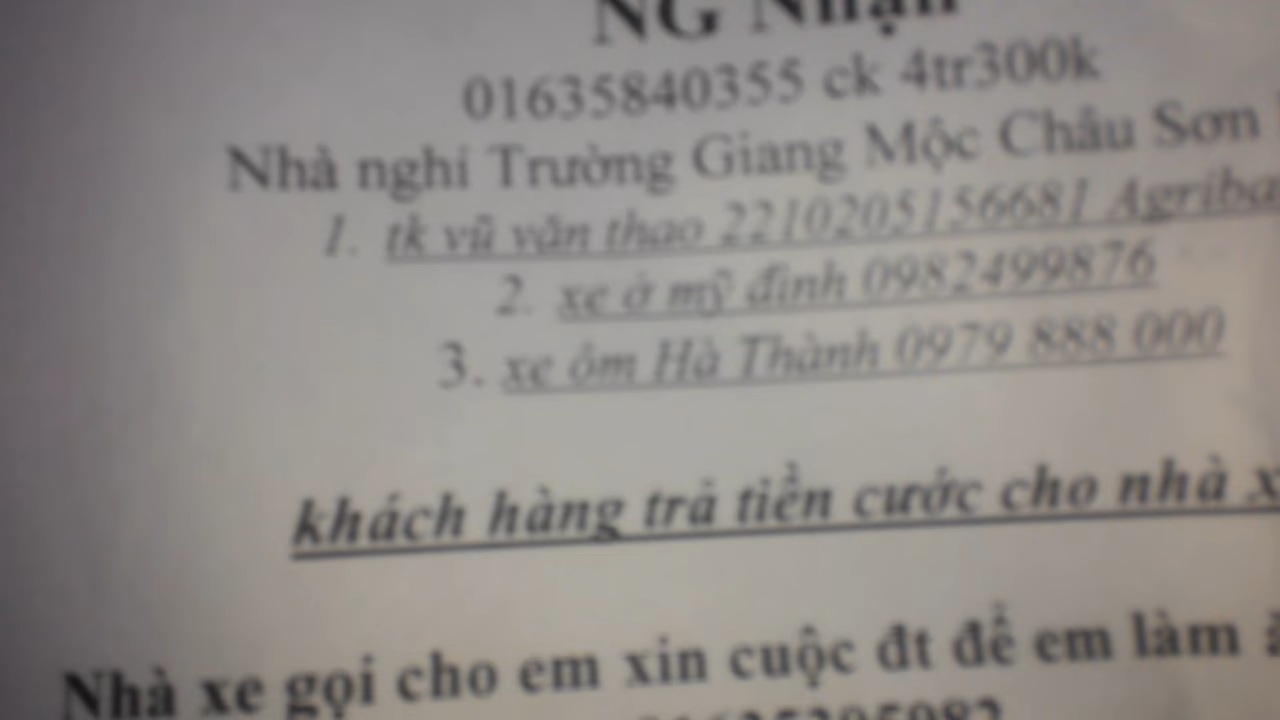 NG Nhận
01635840355 ck 4tr300k
Nhà nghỉ Trường Giang Mộc Châu Sơn
1. tk vũ văn thao 2210205156681
2. xe ở mỹ đình 0982499876
3. xe ôm Hà Thành 0979 888 000
khách hàng trả tiền cước cho nhà
Nhà xe gọi cho em xin cuộc đt để em làm